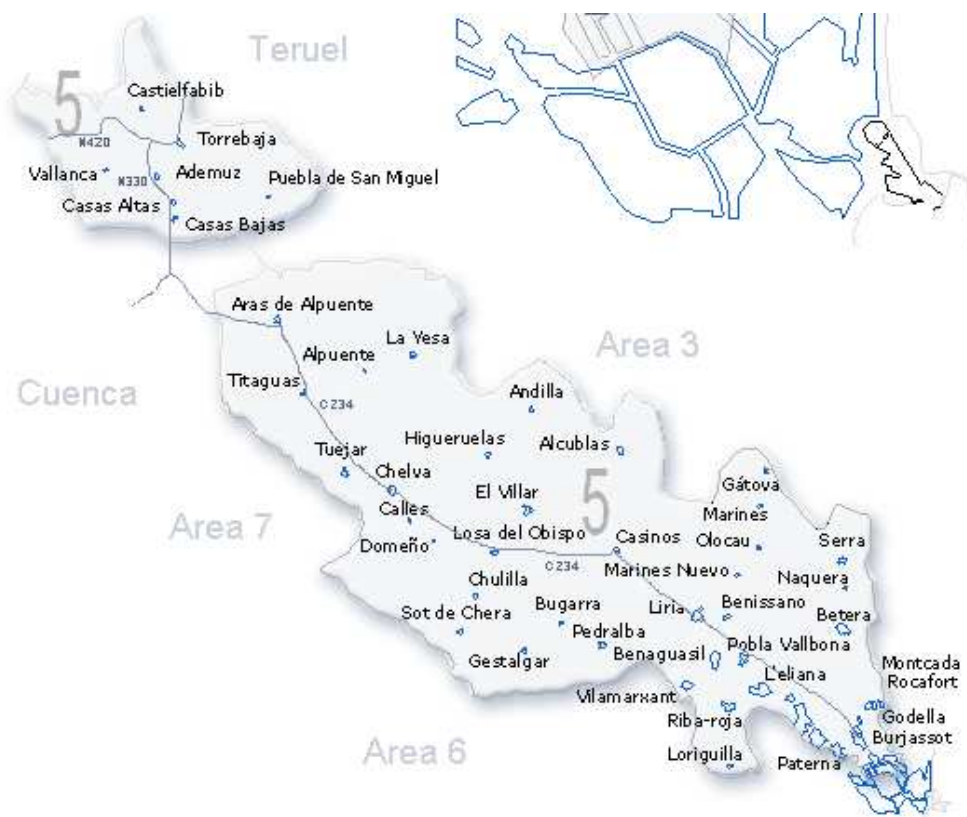 Teruel
5
Castielfabib
N420
Torrebaja
Vallanca
N330
Ademuz
Puebla de San Miguel
Casas Altas
Casas Bajas
Aras de Alpuente
La Yesa
Area 3
Alpuente
Titaguas
Cuenca
C 234
Andilla
Higueruelas
Alcublas
Tuejar
Chelva
El Villar
5
Gátova
Calles
Marines
Area 7
Domeño
Losa del Obispo
Casinos
Olocau
Serra
C 234
Marines Nuevo
Naquera
Chulilla
Sot de Chera
Bugarra
Liria
Benissano
Betera
Pedralba
Pobla Vallbona
Gestalgar
Benaguasil
L'eliana
Montcada
Rocafort
Vilamarxant
Riba-roja
Godella
Burjassot
Area 6
Loriguilla
Paterna